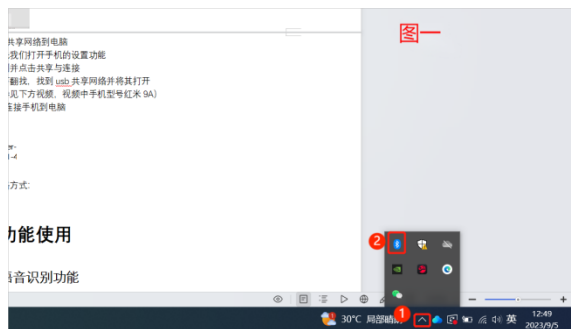 图一
共享网络到电脑
我们打开手机的设置功能
并点击共享与连接
翻找，找到 usb 共享网络并将其打开
见下方视频，视频中手机型号红米 9A)
连接手机到电脑
方式:
功能使用
语音识别功能
2
1
30°C 局部晴朗
英
12:49
2023/9/5